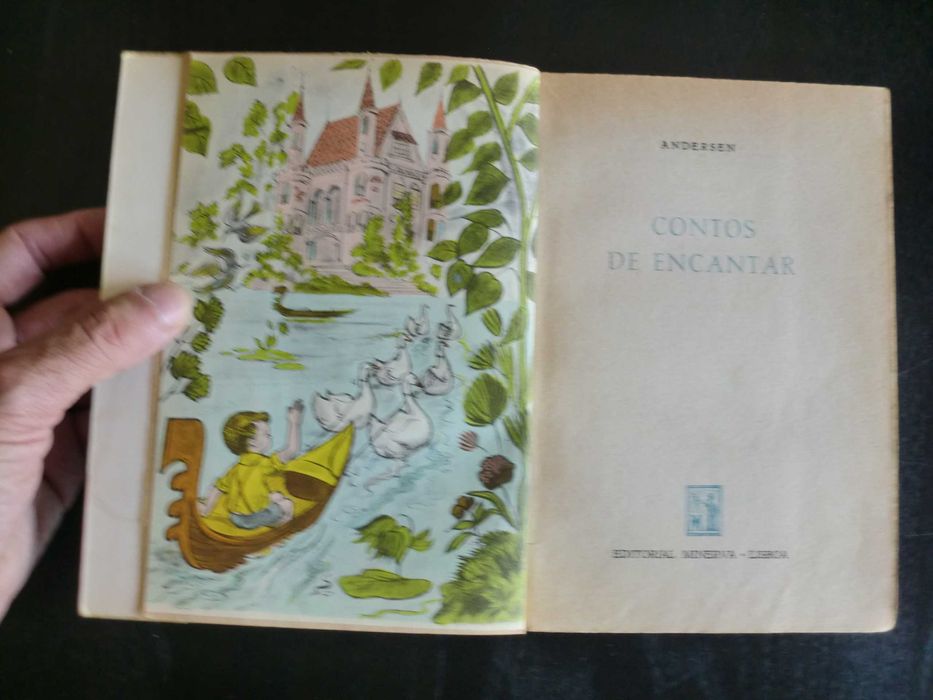 ANDERSEN
CONTOS
DE ENCANTAR
EDITORIAL MINERVA - LISBOA